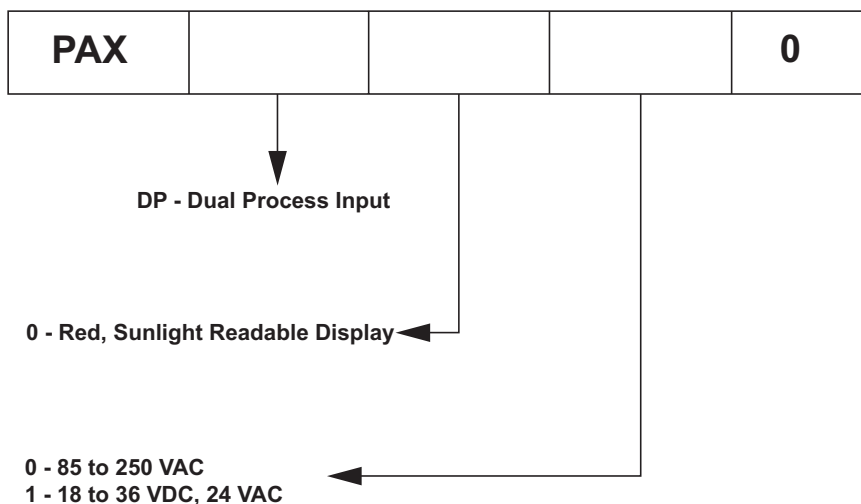 PAX 0
DP - Dual Process Input
0 - Red, Sunlight Readable Display
0 - 85 to 250 VAC
1 - 18 to 36 VDC, 24 VAC